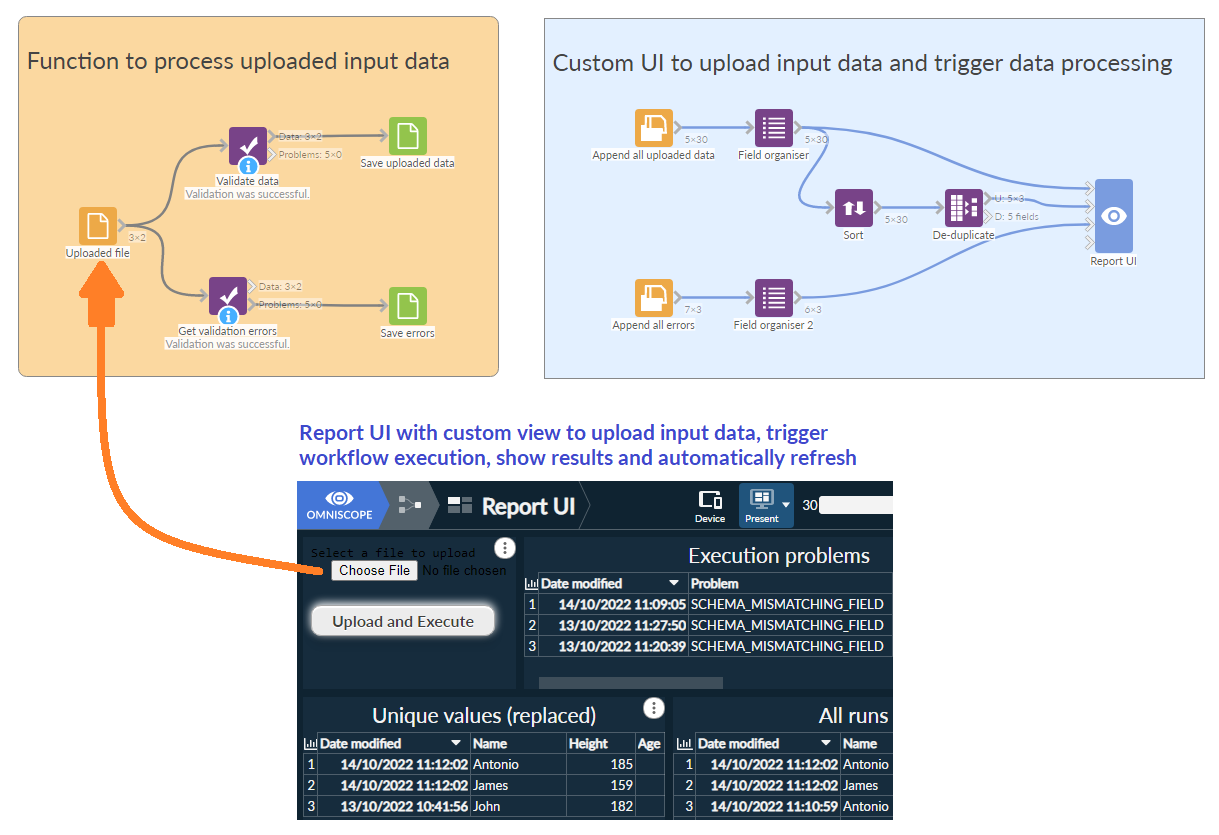 Function to process uploaded input data
Data: 3×2
Problems: 5×0
Save uploaded data
Validate data
Validation was successful.
3×2
Uploaded file
Data: 3×2
Problems: 5×0
Get validation errors
Validation was successful.
Save errors
Custom UI to upload input data and trigger data processing
5×30
Append all uploaded data
5×30
Field organiser
5×30
Sort
U: 5×3
D: 5 fields
De-duplicate
Report UI
7×3
Append all errors
6×3
Field organiser 2
Report UI with custom view to upload input data, trigger
workflow execution, show results and automatically refresh
OMNISCOPE
Report UI
Device
Present
30
Select a file to upload
Choose File No file chosen
Upload and Execute
Execution problems
Date modified Problem
1 14/10/2022 11:09:05 SCHEMA_MISMATCHING_FIELD
2 13/10/2022 11:27:50 SCHEMA_MISMATCHING_FIELD
3 13/10/2022 11:20:39 SCHEMA_MISMATCHING_FIELD
Unique values (replaced)
Date modified Name Height Age
1 14/10/2022 11:12:02 Antonio 185
2 14/10/2022 11:12:02 James 159
3 13/10/2022 10:41:56 John 182
All runs
Date modified Name
1 14/10/2022 11:12:02 Antonio
2 14/10/2022 11:12:02 James
3 14/10/2022 11:10:59 Antonio